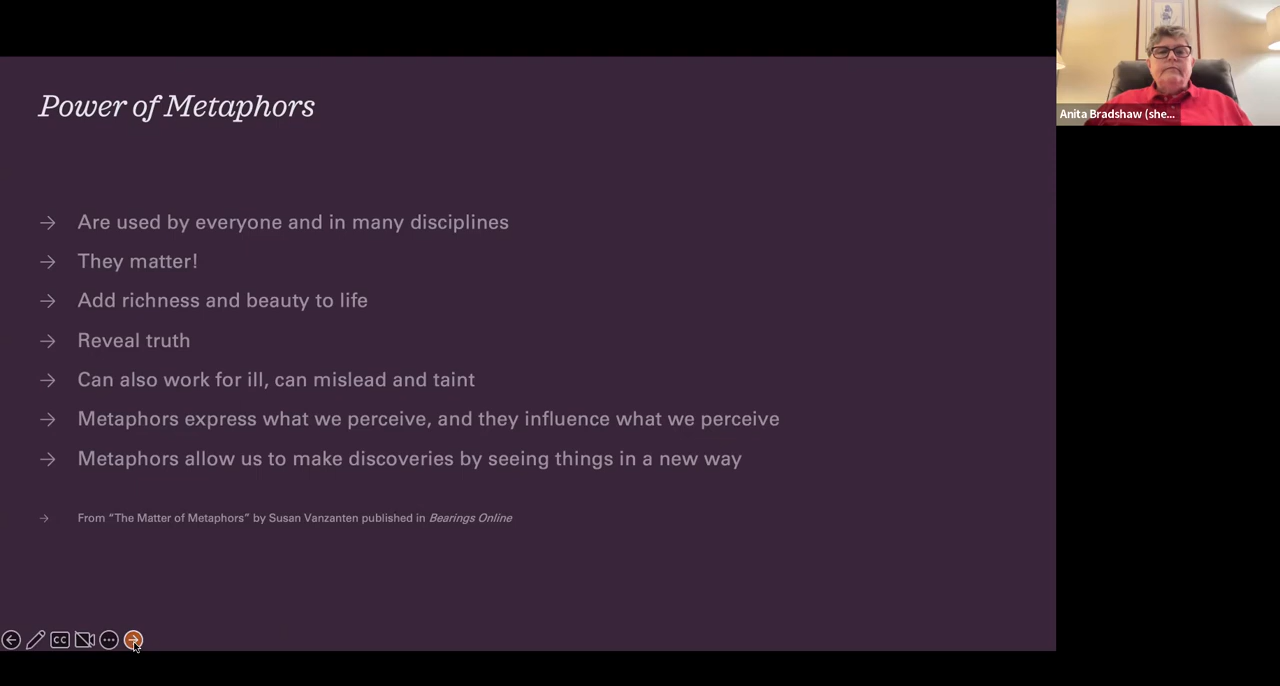 Power of Metaphors
Are used by everyone and in many disciplines
They matter!
Add richness and beauty to life
Reveal truth
Can also work for ill, can mislead and taint
Metaphors express what we perceive, and they influence what we perceive
Metaphors allow us to make discoveries by seeing things in a new way
From “The Matter of Metaphors” by Susan Vanzanten published in Bearings Online
Anita Bradshaw (she...
CC